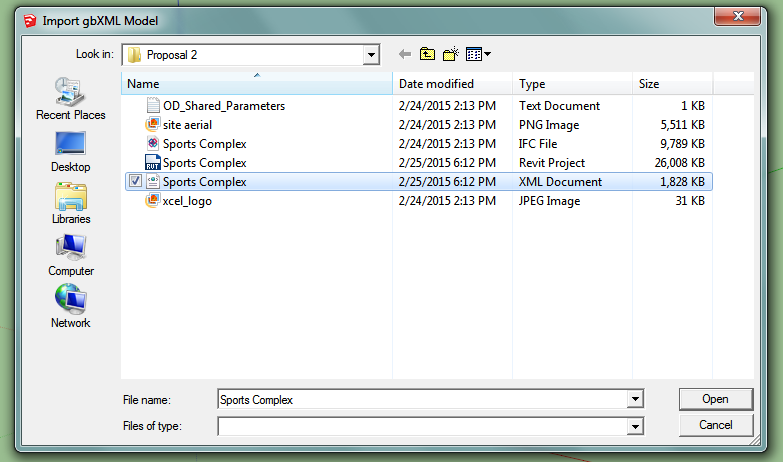 Import gbXML Model
Look in: Proposal 2
Name Date modified Type Size
OD_Shared_Parameters 2/24/2015 2:13 PM Text Document 1 KB
site aerial 2/24/2015 2:13 PM PNG Image 5,511 KB
Sports Complex 2/24/2015 2:13 PM IFC File 9,789 KB
Sports Complex 2/25/2015 6:12 PM Revit Project 26,008 KB
Sports Complex 2/25/2015 6:12 PM XML Document 1,828 KB
xcel_logo 2/24/2015 2:13 PM JPEG Image 31 KB
Recent Places
Desktop
Libraries
Computer
Network
File name: Sports Complex Open
Files of type: Cancel